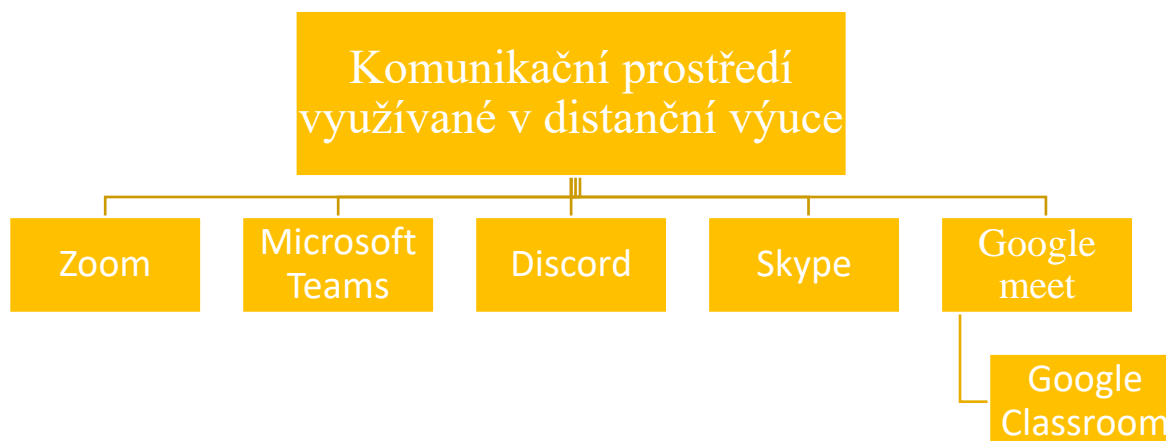 Komunikační prostředí
využívané v distanční výuce
Zoom
Microsoft
Teams
Discord
Skype
Google
meet
Google
Classroom